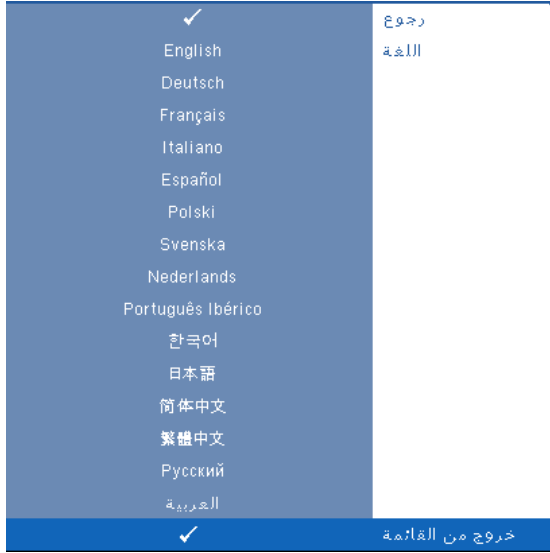 رجوع
✓
اللغة
English
Deutsch
Français
Italiano
Español
Polski
Svenska
Nederlands
Português Ibérico
한국어
日本語
简体中文
繁體中文
Русский
العربية
خروج من القائمة
✓